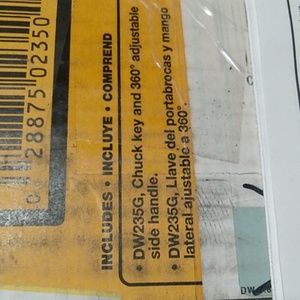 INCLUDES • INCLUYE • COMPREND
• DW235G, Chuck key and 360° adjustable
side handle.
• DW235G, Llave del portabrocas y mango
lateral ajustable a 360°.
28875 02350
DW